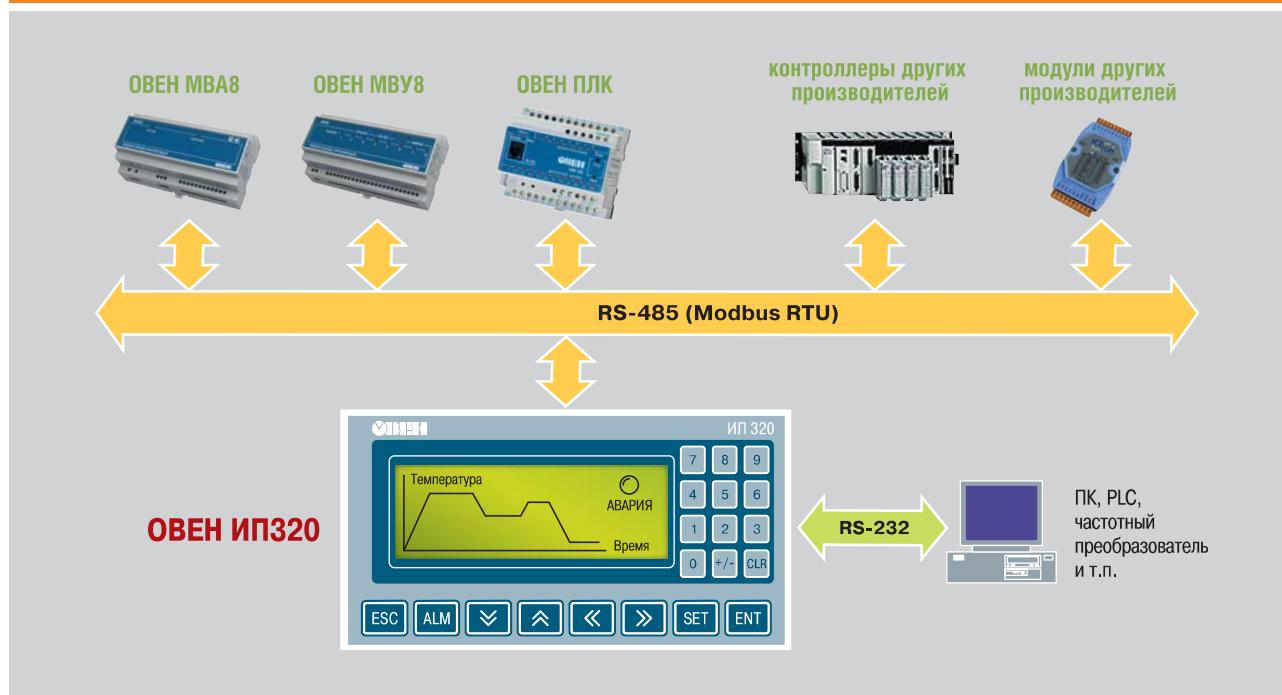 ОВЕН МВА8
ОВЕН МВУ8
ОВЕН ПЛК
контроллеры других
производителей
модули других
производителей
RS-485 (Modbus RTU)
ОВЕН
ИП 320
Температура
АВАРИЯ
Время
7 8 9
4 5 6
1 2 3
0 +/- CLR
ESC ALM SET ENT
ОВЕН ИП320
RS-232
ПК, PLC,
частотный
преобразователь
и т.п.